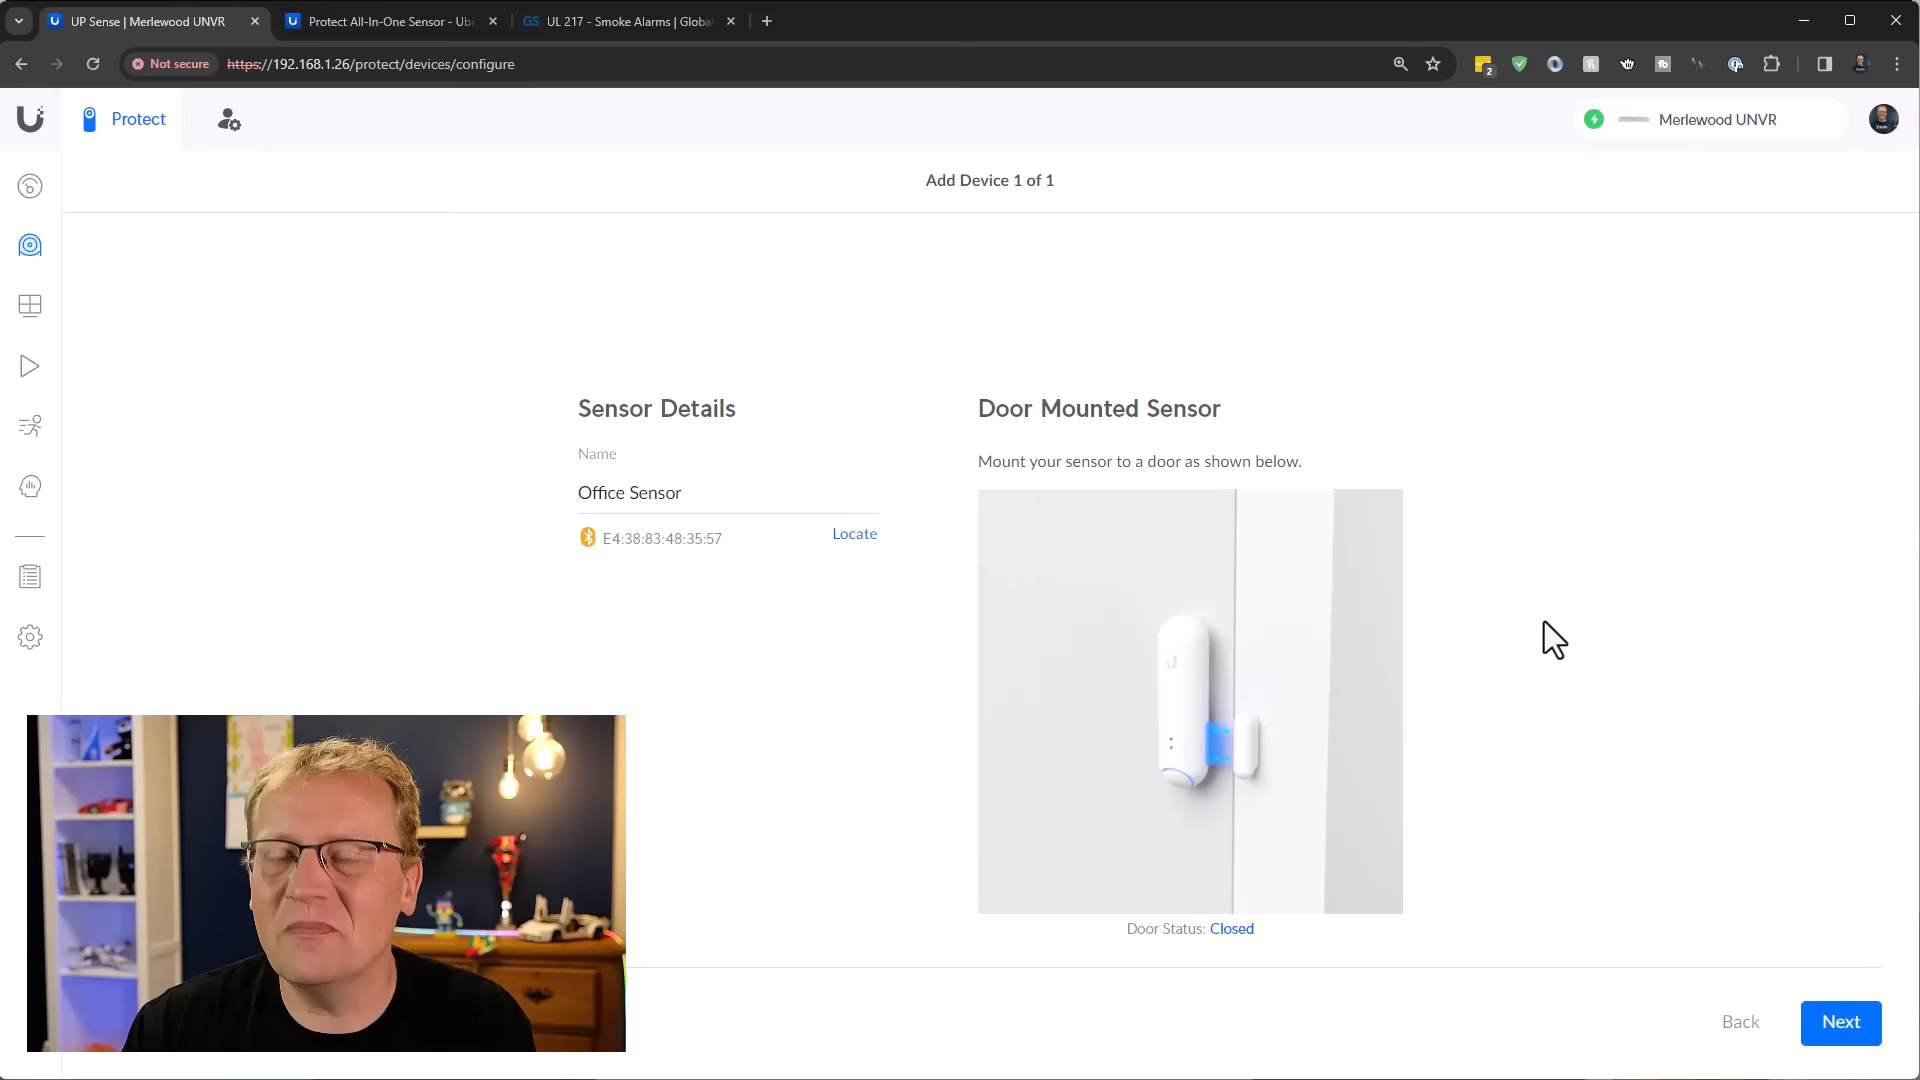 UP Sense | Merlewood UNVR
Protect All-In-One Sensor - Ubi
GS UL 217 - Smoke Alarms | Globa
Not secure https://192.168.1.26/protect/devices/configure
2
Protect
Merlewood UNVR
Add Device 1 of 1
Sensor Details
Name
Office Sensor
E4:38:83:48:35:57
Locate
Door Mounted Sensor
Mount your sensor to a door as shown below.
Door Status: Closed
Back
Next